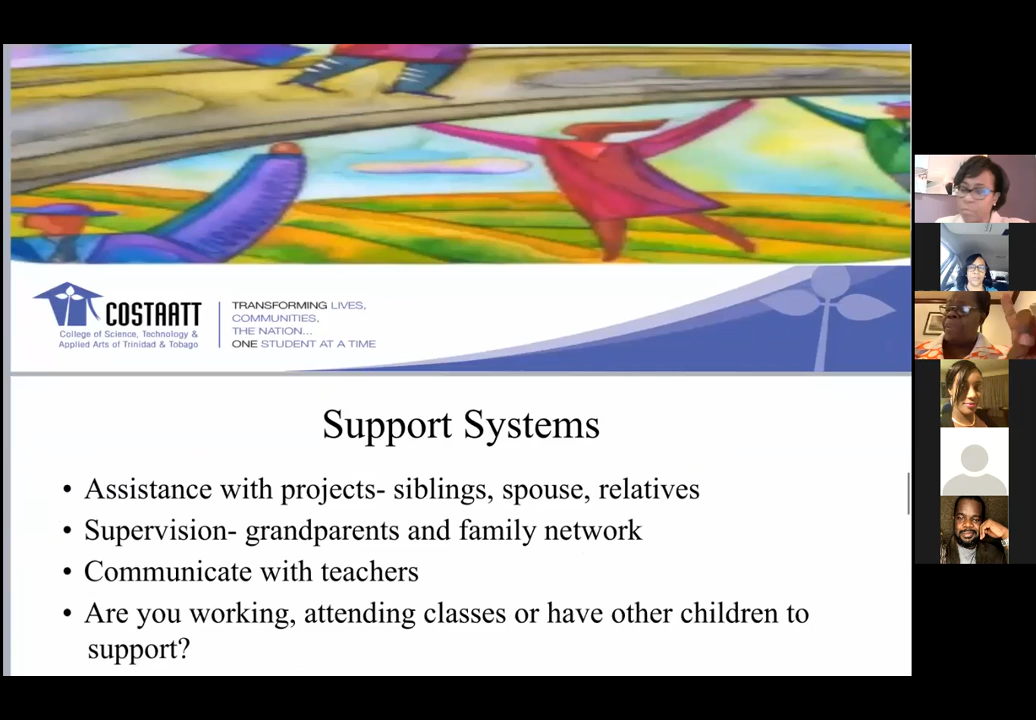 COSTAATT
College of Science, Technology &
Applied Arts of Trinidad & Tobago
TRANSFORMING LIVES,
COMMUNITIES,
THE NATION...
ONE STUDENT AT A TIME
Support Systems
• Assistance with projects- siblings, spouse, relatives
• Supervision- grandparents and family network
• Communicate with teachers
• Are you working, attending classes or have other children to
support?